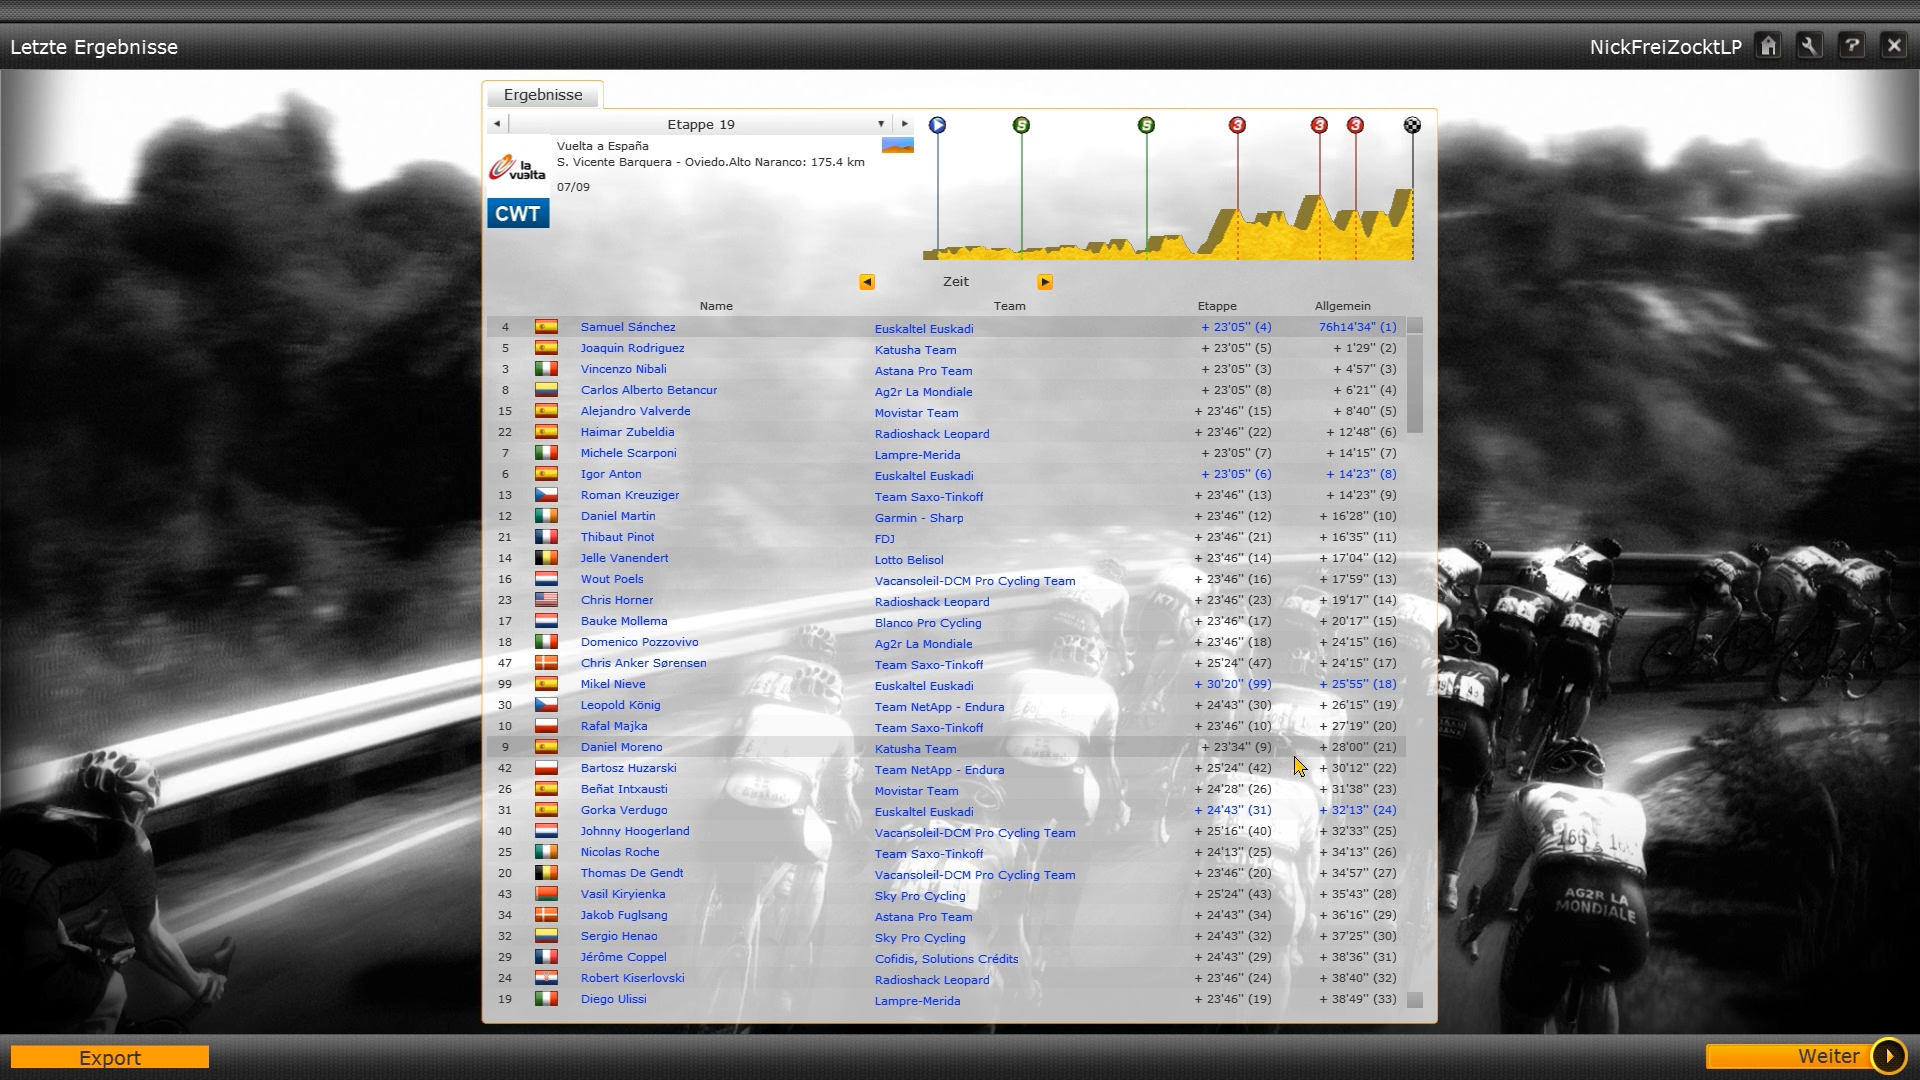 Letzte Ergebnisse
NickFreiZocktLP
Ergebnisse
Etappe 19
Vuelta a España
S. Vicente Barquera - Oviedo.Alto Naranco: 175.4 km
07/09
la vuelta
CWT
S S 3 3 3
Zeit
Name Team Etappe Allgemein
4 Samuel Sánchez Euskaltel Euskadi + 23'05'' (4) 76h14'34'' (1)
5 Joaquin Rodriguez Katusha Team + 23'05'' (5) + 1'29'' (2)
3 Vincenzo Nibali Astana Pro Team + 23'05'' (3) + 4'57'' (3)
8 Carlos Alberto Betancur Ag2r La Mondiale + 23'05'' (8) + 6'21'' (4)
15 Alejandro Valverde Movistar Team + 23'46'' (15) + 8'40'' (5)
22 Haimar Zubeldia Radioshack Leopard + 23'46'' (22) + 12'48'' (6)
7 Michele Scarponi Lampre-Merida + 23'05'' (7) + 14'15'' (7)
6 Igor Anton Euskaltel Euskadi + 23'05'' (6) + 14'23'' (8)
13 Roman Kreuziger Team Saxo-Tinkoff + 23'46'' (13) + 14'23'' (9)
12 Daniel Martin Garmin - Sharp + 23'46'' (12) + 16'28'' (10)
21 Thibaut Pinot FDJ + 23'46'' (21) + 16'35'' (11)
14 Jelle Vanendert Lotto Belisol + 23'46'' (14) + 17'04'' (12)
16 Wout Poels Vacansoleil-DCM Pro Cycling Team + 23'46'' (16) + 17'59'' (13)
23 Chris Horner Radioshack Leopard + 23'46'' (23) + 19'17'' (14)
17 Bauke Mollema Blanco Pro Cycling + 23'46'' (17) + 20'17'' (15)
18 Domenico Pozzovivo Ag2r La Mondiale + 23'46'' (18) + 24'15'' (16)
47 Chris Anker Sørensen Team Saxo-Tinkoff + 25'24'' (47) + 24'15'' (17)
99 Mikel Nieve Euskaltel Euskadi + 30'20'' (99) + 25'55'' (18)
30 Leopold König Team NetApp - Endura + 24'43'' (30) + 26'15'' (19)
10 Rafal Majka Team Saxo-Tinkoff + 23'46'' (10) + 27'19'' (20)
9 Daniel Moreno Katusha Team + 23'34'' (9) + 28'00'' (21)
42 Bartosz Huzarski Team NetApp - Endura + 25'24'' (42) + 30'12'' (22)
26 Beñat Intxausti Movistar Team + 24'28'' (26) + 31'38'' (23)
31 Gorka Verdugo Euskaltel Euskadi + 24'43'' (31) + 32'13'' (24)
40 Johnny Hoogerland Vacansoleil-DCM Pro Cycling Team + 25'16'' (40) + 32'33'' (25)
25 Nicolas Roche Team Saxo-Tinkoff + 24'13'' (25) + 34'13'' (26)
20 Thomas De Gendt Vacansoleil-DCM Pro Cycling Team + 23'46'' (20) + 34'57'' (27)
43 Vasil Kiryienka Sky Pro Cycling + 25'24'' (43) + 35'43'' (28)
34 Jakob Fuglsang Astana Pro Team + 24'43'' (34) + 36'16'' (29)
32 Sergio Henao Sky Pro Cycling + 24'43'' (32) + 37'25'' (30)
29 Jérôme Coppel Cofidis, Solutions Crédits + 24'43'' (29) + 38'36'' (31)
24 Robert Kiserlovski Radioshack Leopard + 23'46'' (24) + 38'40'' (32)
19 Diego Ulissi Lampre-Merida + 23'46'' (19) + 38'49'' (33)
166
AG2R LA
MONDIALE
Export
Weiter